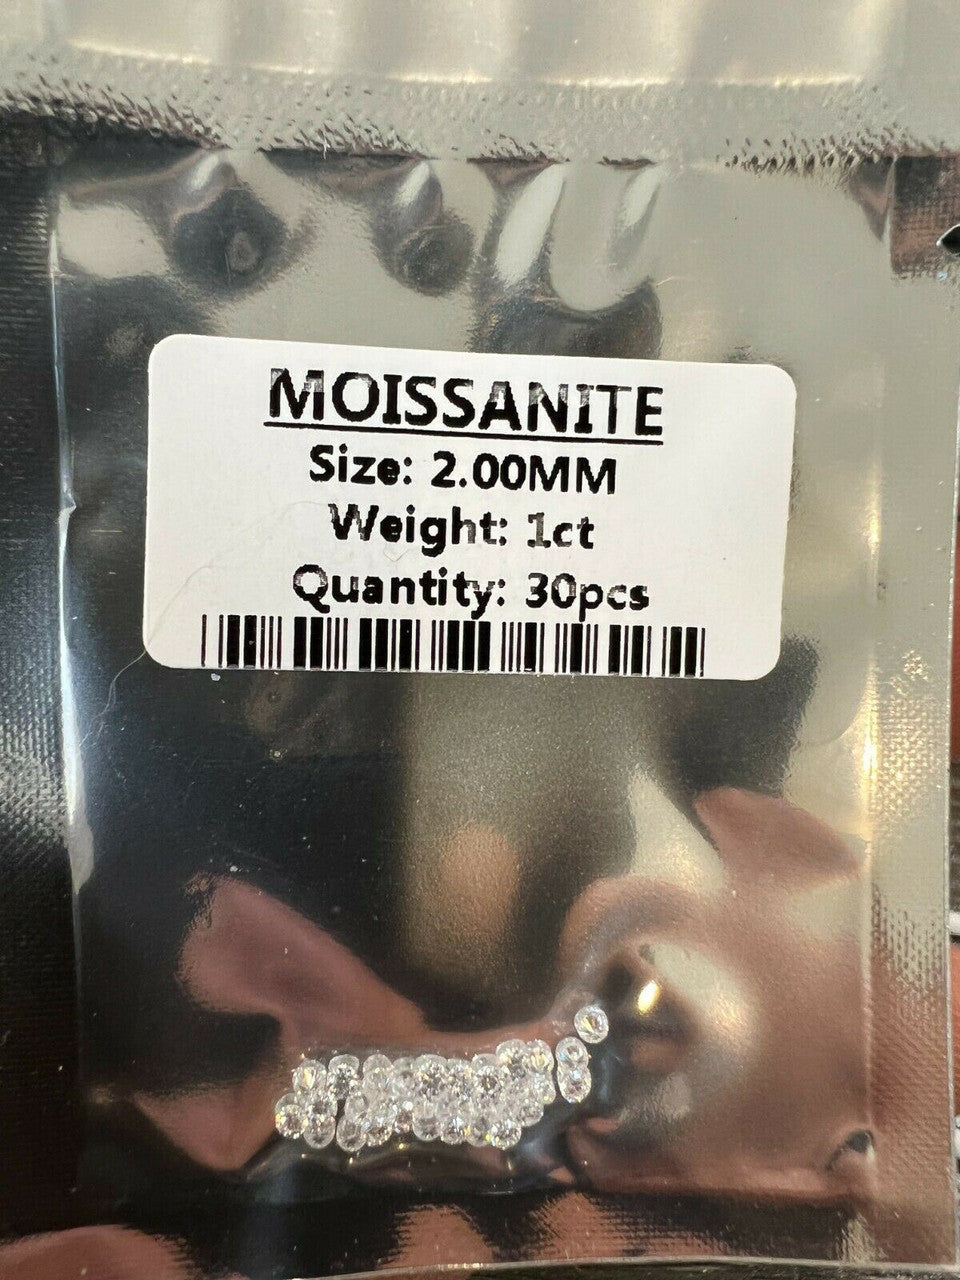 MOISSANITE
Size: 2.00MM
Weight: 1ct
Quantity: 30pcs